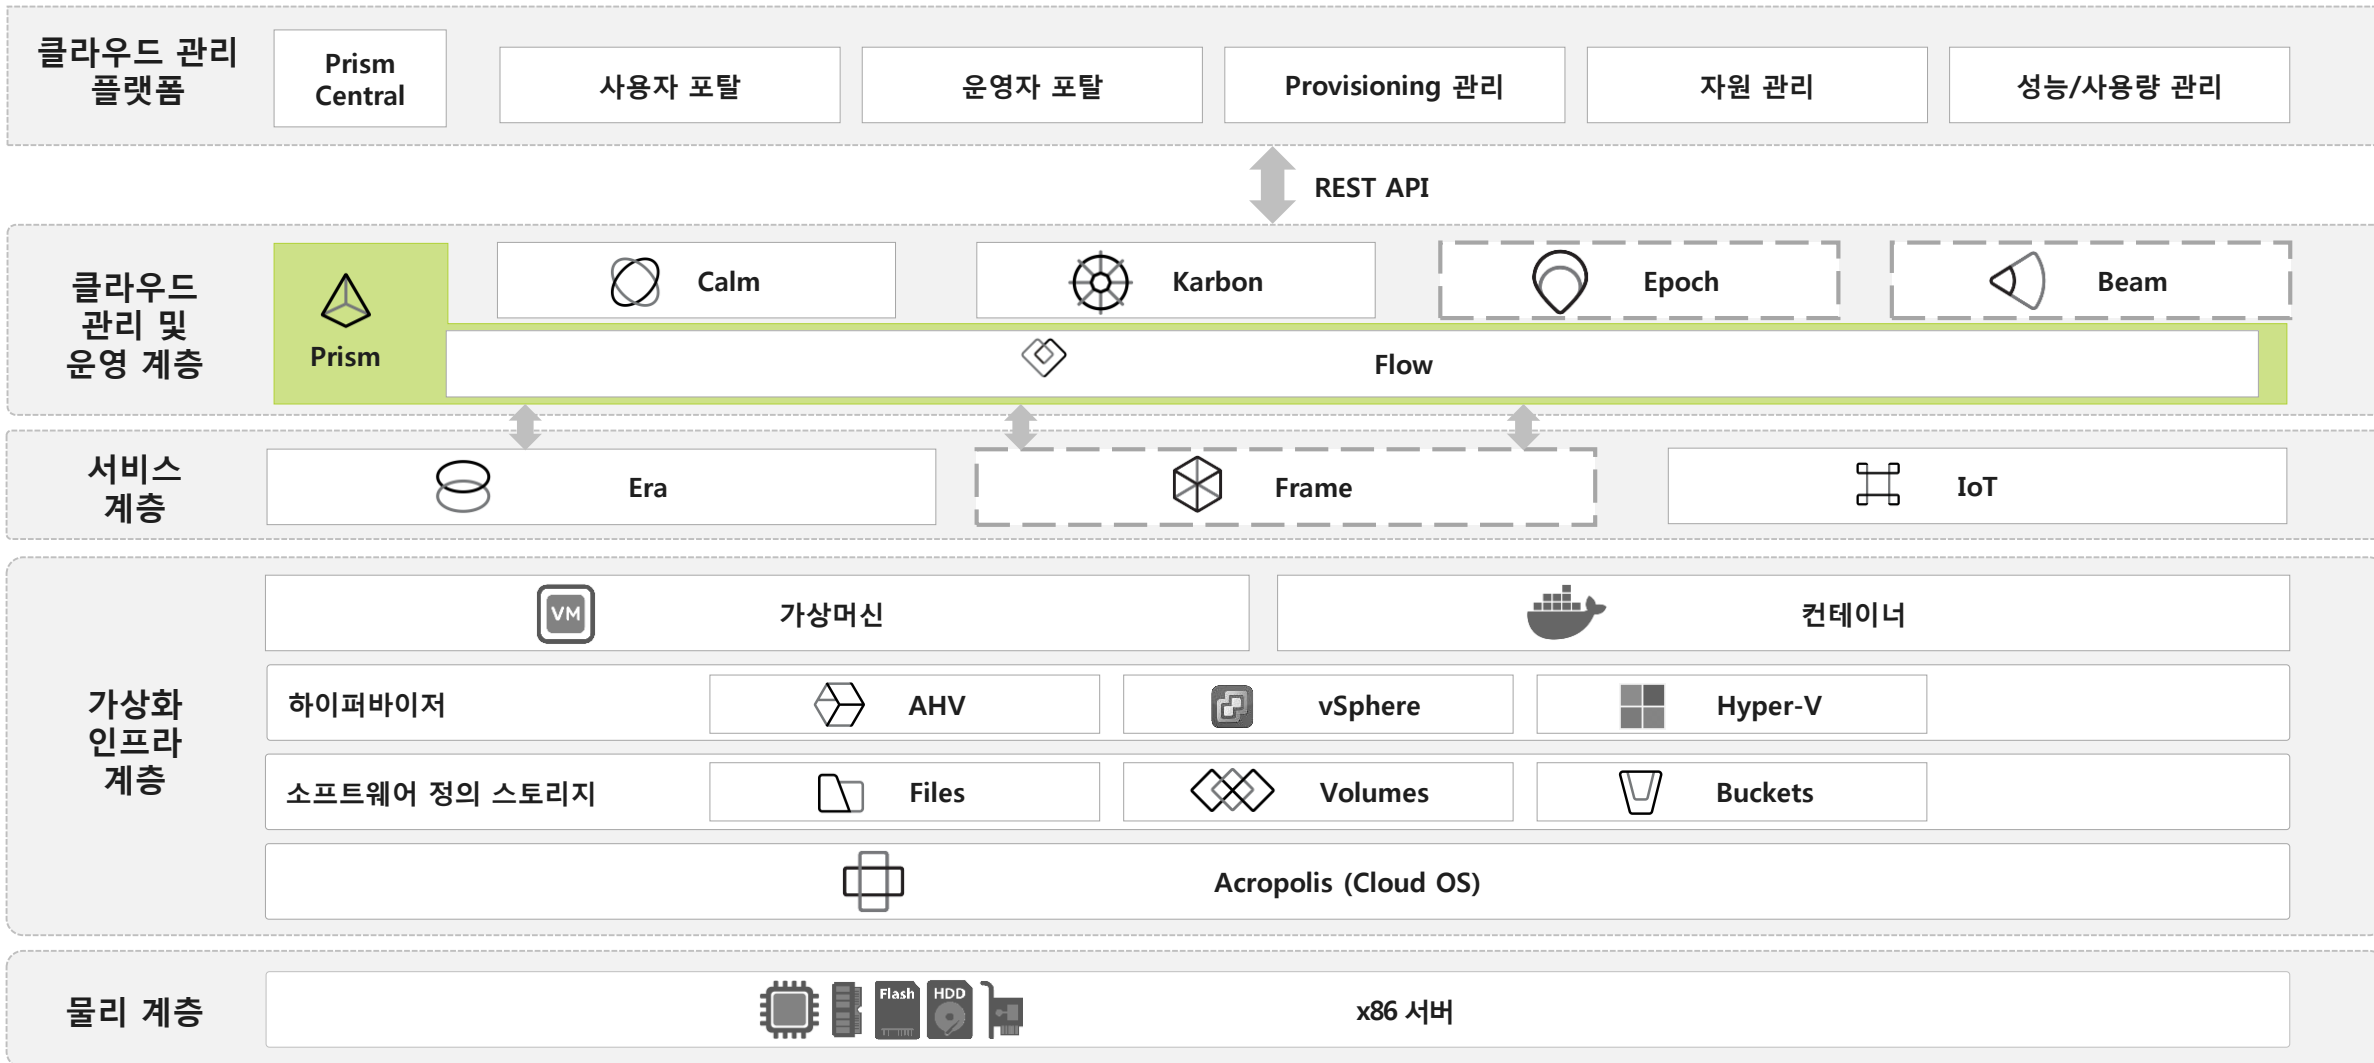 클라우드 관리
플랫폼
Prism
Central
사용자 포탈
운영자 포탈
Provisioning 관리
자원 관리
성능/사용량 관리
REST API
클라우드
관리 및
운영 계층
Prism
Calm
Karbon
Epoch
Beam
Flow
서비스
계층
Era
Frame
IoT
가상화
인프라
계층
VM
가상머신
컨테이너
하이퍼바이저
AHV
vSphere
Hyper-V
소프트웨어 정의 스토리지
Files
Volumes
Buckets
Acropolis (Cloud OS)
물리 계층
Flash
HDD
x86 서버